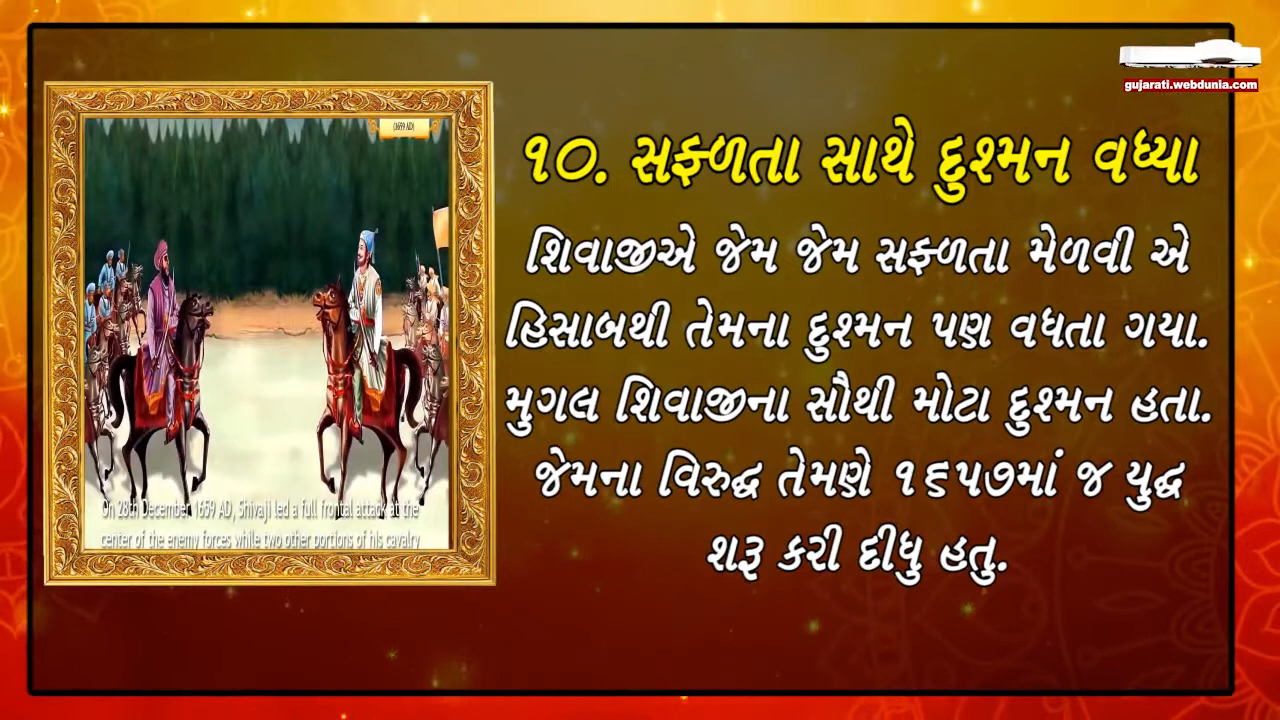 gujarati.webdunia.com
(1659 AD)
૧૦. સફળતા સાથે દુશ્મન વધ્યા
શિવાજીએ જેમ જેમ સફળતા મેળવી એ
હિસાબથી તેમના દુશ્મન પણ વધતા ગયા.
મુગલ શિવાજીના સૌથી મોટા દુશ્મન હતા.
જેમના વિરુદ્ધ તેમણે ૧૬૫૭માં જ યુદ્ધ
શરૂ કરી દીધુ હતુ.
On 28th December 1659 AD, Shivaji led a full frontal attack at the
center of the enemy forces while two other portions of his cavalry